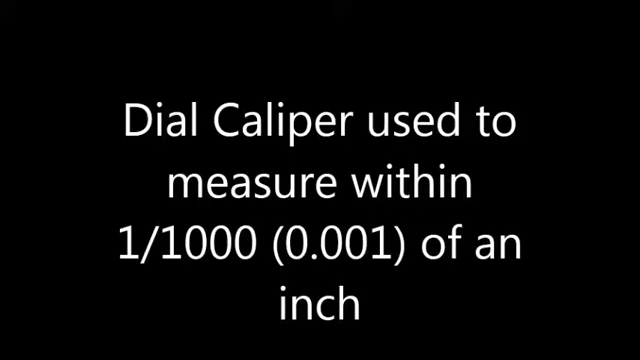 Dial Caliper used to
measure within
1/1000 (0.001) of an
inch